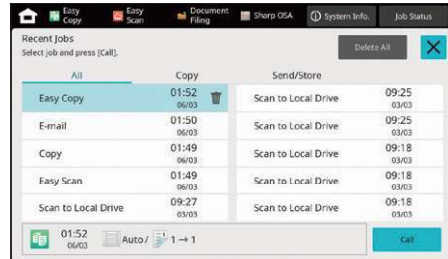 Easy Copy
Easy Scan
Document Filing
Sharp OSA
System Info.
Job Status
Recent Jobs
Select job and press [Call].
Delete All
All
Copy
Send/Store
Easy Copy 01:52 06/03
E-mail 01:50 06/03
Copy 01:49 06/03
Easy Scan 01:49 06/03
Scan to Local Drive 09:27 03/03
Scan to Local Drive 09:25 03/03
Scan to Local Drive 09:25 03/03
Scan to Local Drive 09:18 03/03
Scan to Local Drive 09:18 03/03
Scan to Local Drive 09:18 03/03
01:52 06/03 Auto / 1 → 1
Call